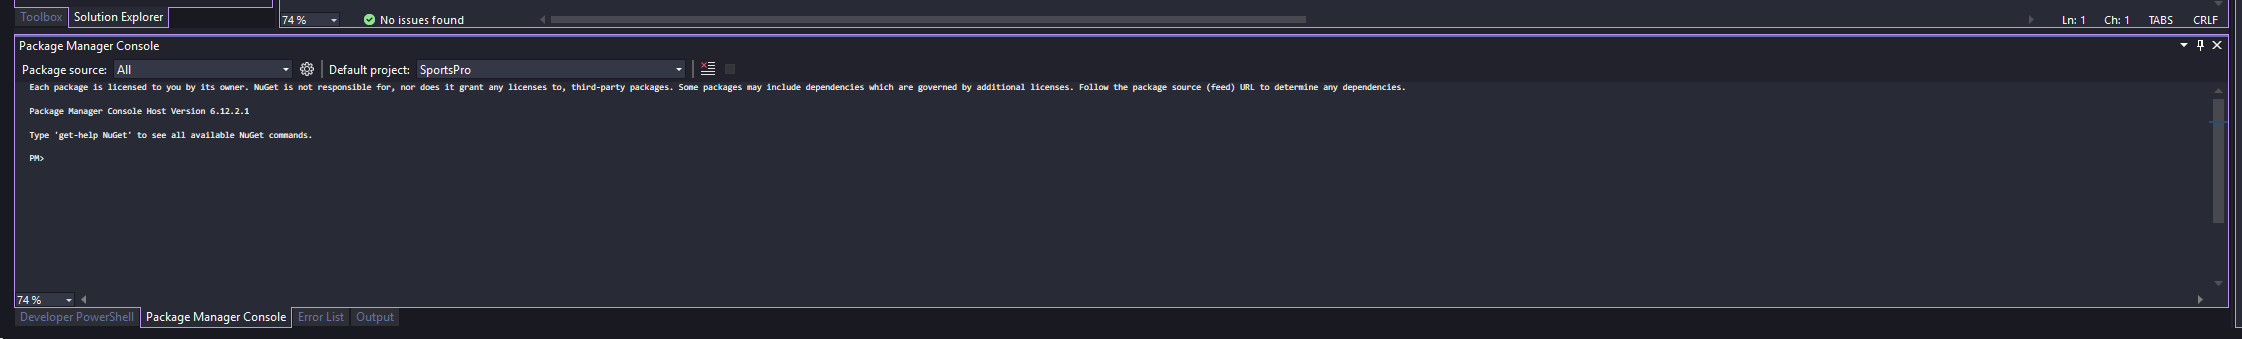 Toolbox Solution Explorer
74 % No issues found Ln: 1 Ch: 1 TABS CRLF
Package Manager Console
Package source: All Default project: SportsPro
Each package is licensed to you by its owner. NuGet is not responsible for, nor does it grant any licenses to, third-party packages. Some packages may include dependencies which are governed by additional licenses. Follow the package source (feed) URL to determine any dependencies.
Package Manager Console Host Version 6.12.2.1
Type 'get-help NuGet' to see all available NuGet commands.
PM>
74 %
Developer PowerShell Package Manager Console Error List Output